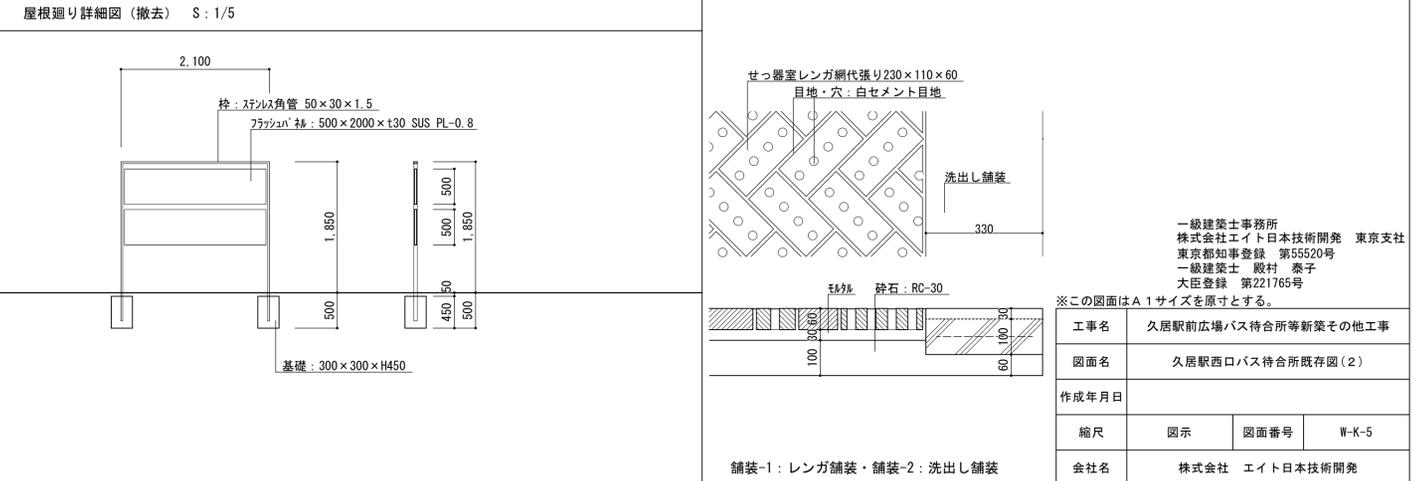 屋根廻り詳細図（撤去）　S：1/5
2,100
枠：ｽﾃﾝﾚｽ角管 50×30×1.5
ﾌﾗｯｼｭﾊﾟﾈﾙ：500×2000×t30 SUS PL-0.8
1,850
500
500
500
1,850
50
450
500
基礎：300×300×H450
せっ器室レンガ網代張り230×110×60
目地・穴：白セメント目地
洗出し舗装
330
ﾓﾙﾀﾙ
砕石：RC-30
60
30
100
30
100
60
舗装-1：レンガ舗装・舗装-2：洗出し舗装
一級建築士事務所
株式会社エイト日本技術開発　東京支社
東京都知事登録　第55520号
一級建築士　殿村　泰子
大臣登録　第221765号
※この図面はＡ１サイズを原寸とする。
工事名　久居駅前広場バス待合所等新築その他工事
図面名　久居駅西口バス待合所既存図(２)
作成年月日
縮尺　図示　図面番号　W-K-5
会社名　株式会社　エイト日本技術開発